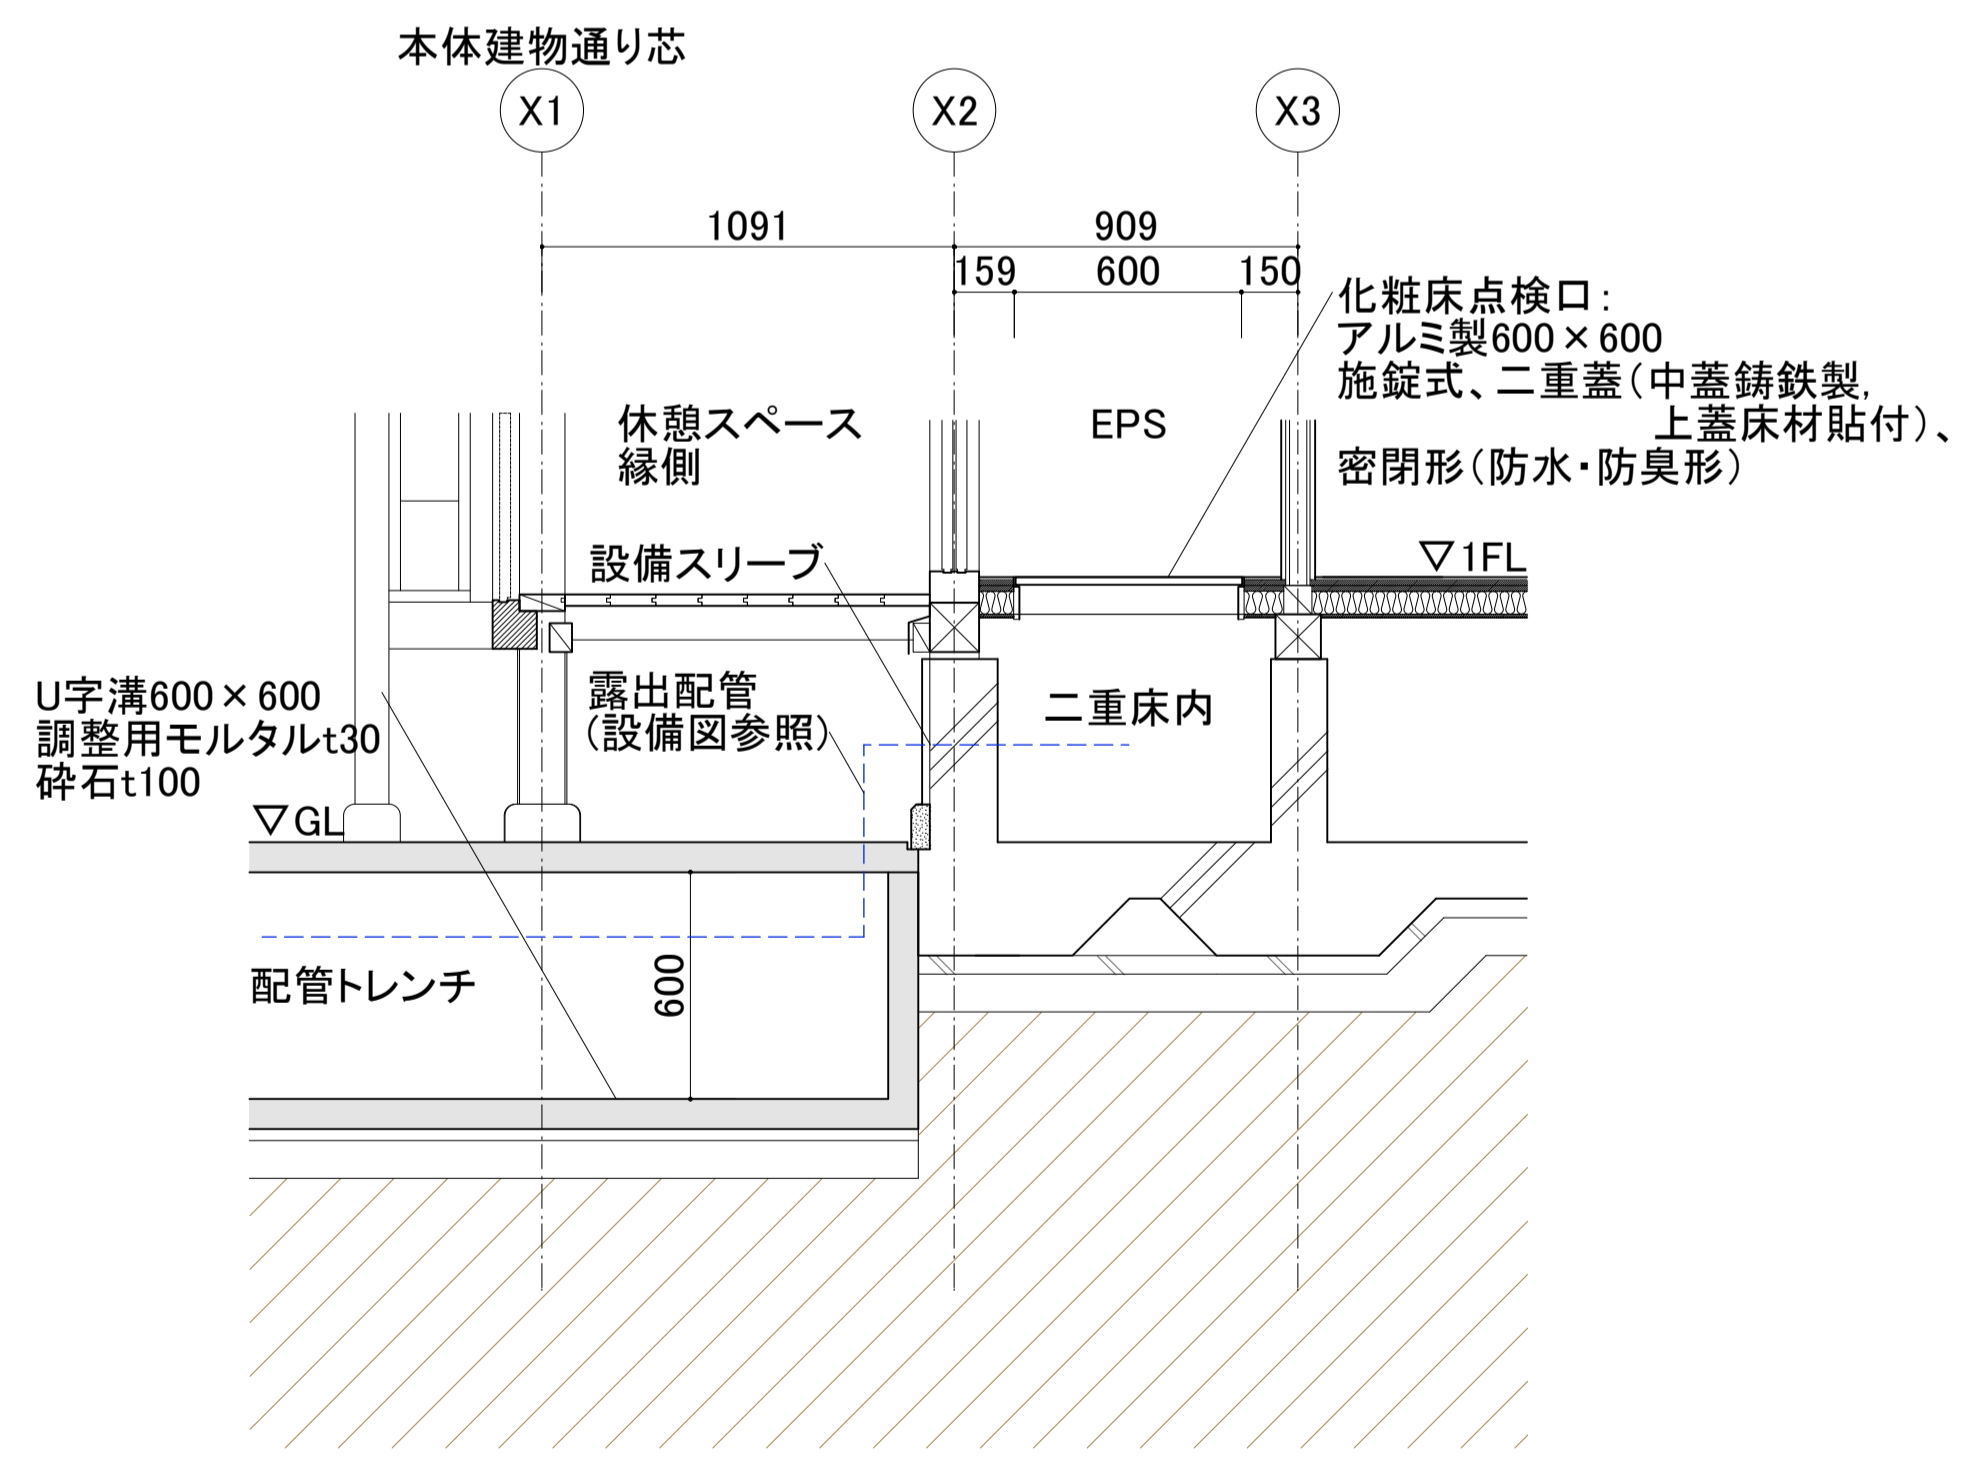 本体建物通り芯
X1
X2
X3
1091
909
159
600
150
化粧床点検口：
アルミ製600×600
施錠式、二重蓋（中蓋鋳鉄製，
上蓋床材貼付）、
密閉形（防水・防臭形）
休憩スペース
縁側
EPS
設備スリーブ
▽1FL
U字溝600×600
調整用モルタルt30
砕石t100
露出配管
（設備図参照）
二重床内
▽GL
600
配管トレンチ